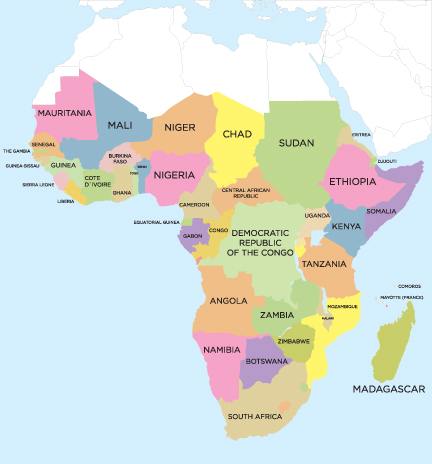 MAURITANIA
MALI
NIGER
CHAD
SUDAN
ERITREA
SENEGAL
THE GAMBIA
GUINEA-BISSAU
GUINEA
BURKINA
FASO
BENIN
TOGO
DJIJOUTI
SIERRA LEONE
LIBERIA
COTE
D`IVOIRE
GHANA
NIGERIA
ETHIOPIA
CENTRAL AFRICAN
REPUBLIC
CAMEROON
SOMALIA
EQUATORIAL GUINEA
UGANDA
KENYA
GABON
CONGO
DEMOCRATIC
REPUBLIC
OF THE CONGO
TANZANIA
COMOROS
MAYOTTE (FRANCE)
ANGOLA
ZAMBIA
MALAWI
MOZAMBIQUE
NAMIBIA
ZIMBABWE
BOTSWANA
MADAGASCAR
SOUTH AFRICA